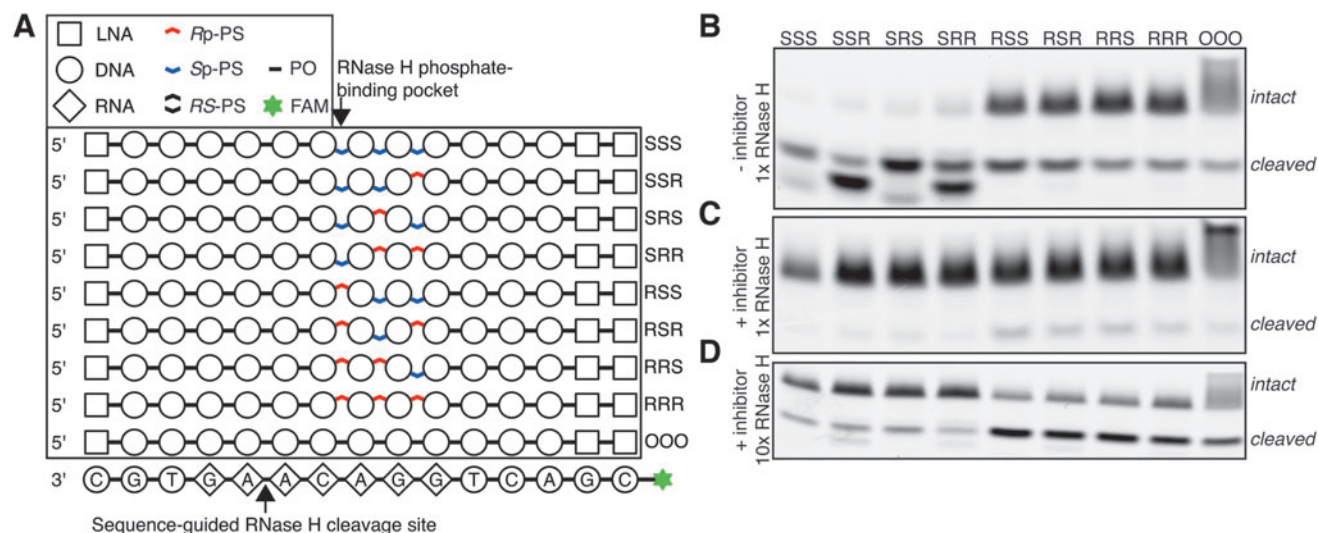 A
LNA Rp-PS
DNA Sp-PS PO
RNA RS-PS FAM
RNase H phosphate-
binding pocket
5' SSS
5' SSR
5' SRS
5' SRR
5' RSS
5' RSR
5' RRS
5' RRR
5' OOO
3' C G T G A A C A G G T C A G C
Sequence-guided RNase H cleavage site
B
SSS SSR SRS SRR RSS RSR RRS RRR OOO
- inhibitor
1x RNase H
intact
cleaved
C
+ inhibitor
1x RNase H
intact
cleaved
D
+ inhibitor
10x RNase H
intact
cleaved